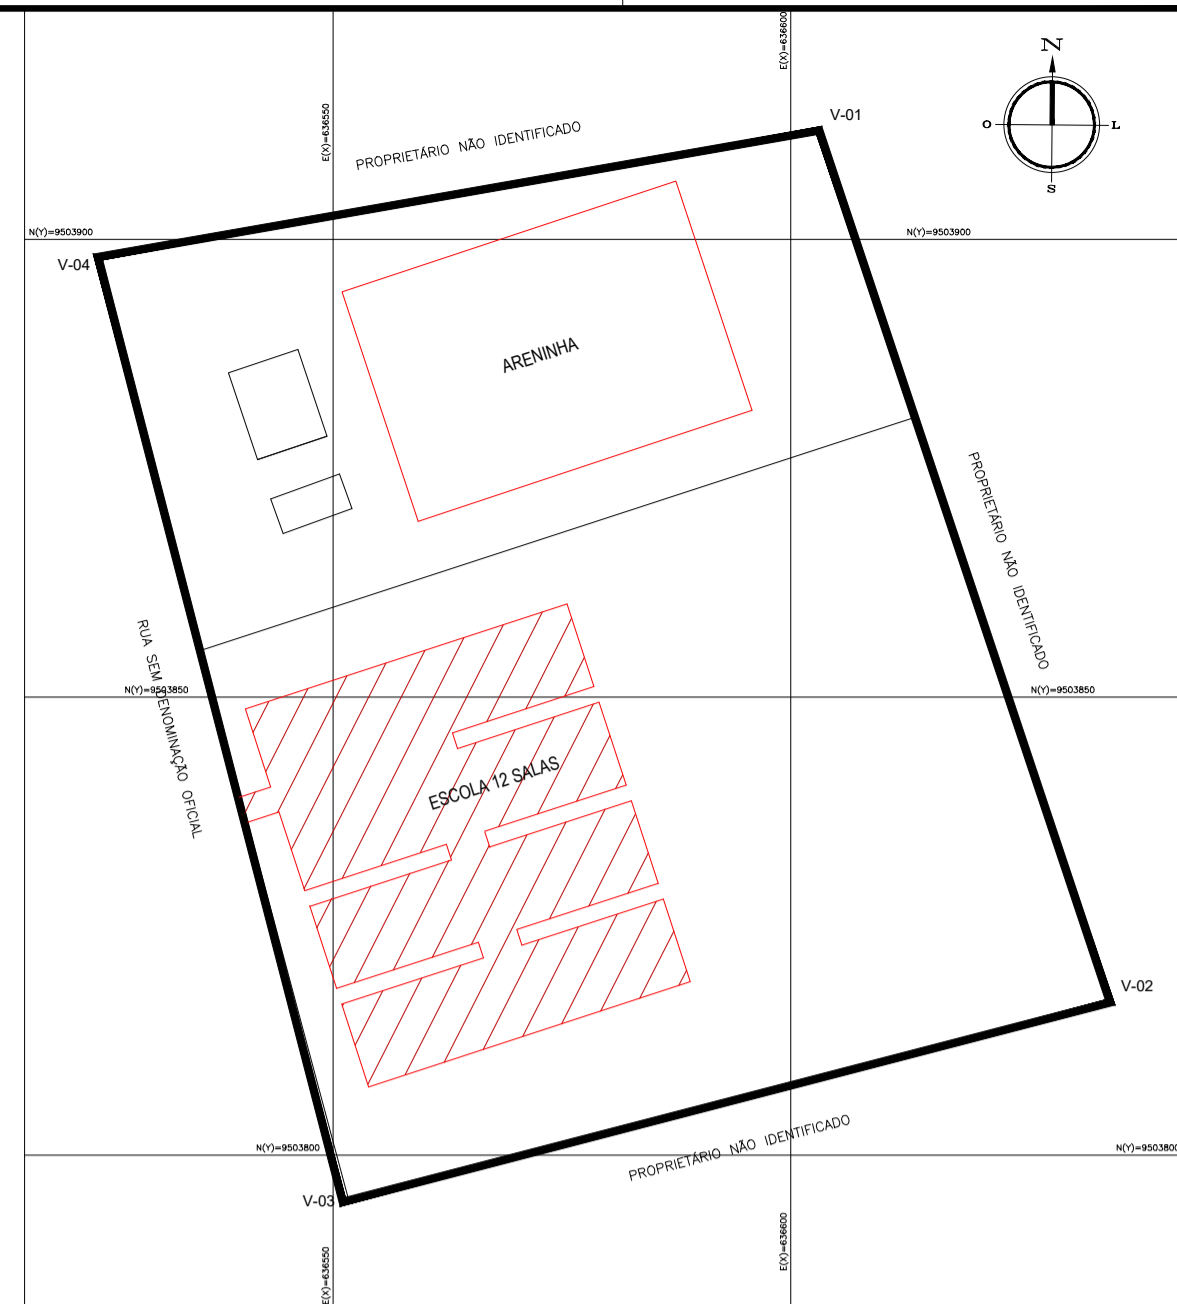 E(X)=636600
N
O
L
S
E(X)=636550
V-01
PROPRIETÁRIO NÃO IDENTIFICADO
N(Y)=9503900
N(Y)=9503900
V-04
ARENINHA
PROPRIETÁRIO NÃO IDENTIFICADO
RUA SEM DENOMINAÇÃO OFICIAL
N(Y)=9503850
N(Y)=9503850
ESCOLA 12 SALAS
V-02
PROPRIETÁRIO NÃO IDENTIFICADO
N(Y)=9503800
N(Y)=9503800
V-03
E(X)=636550
E(X)=636600